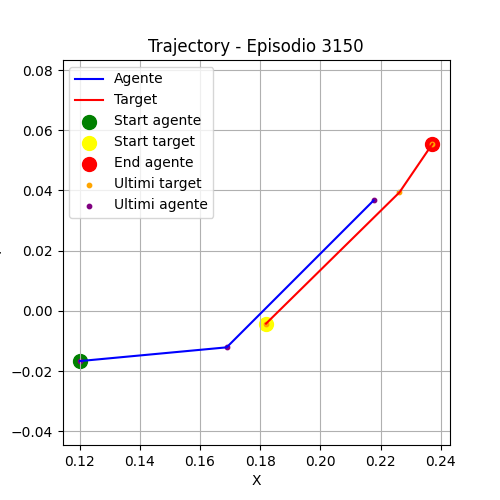 Trajectory - Episodio 3150
0.08
0.06
0.04
0.02
0.00
−0.02
−0.04
Agente
Target
Start agente
Start target
End agente
Ultimi target
Ultimi agente
0.12 0.14 0.16 0.18 0.20 0.22 0.24
X